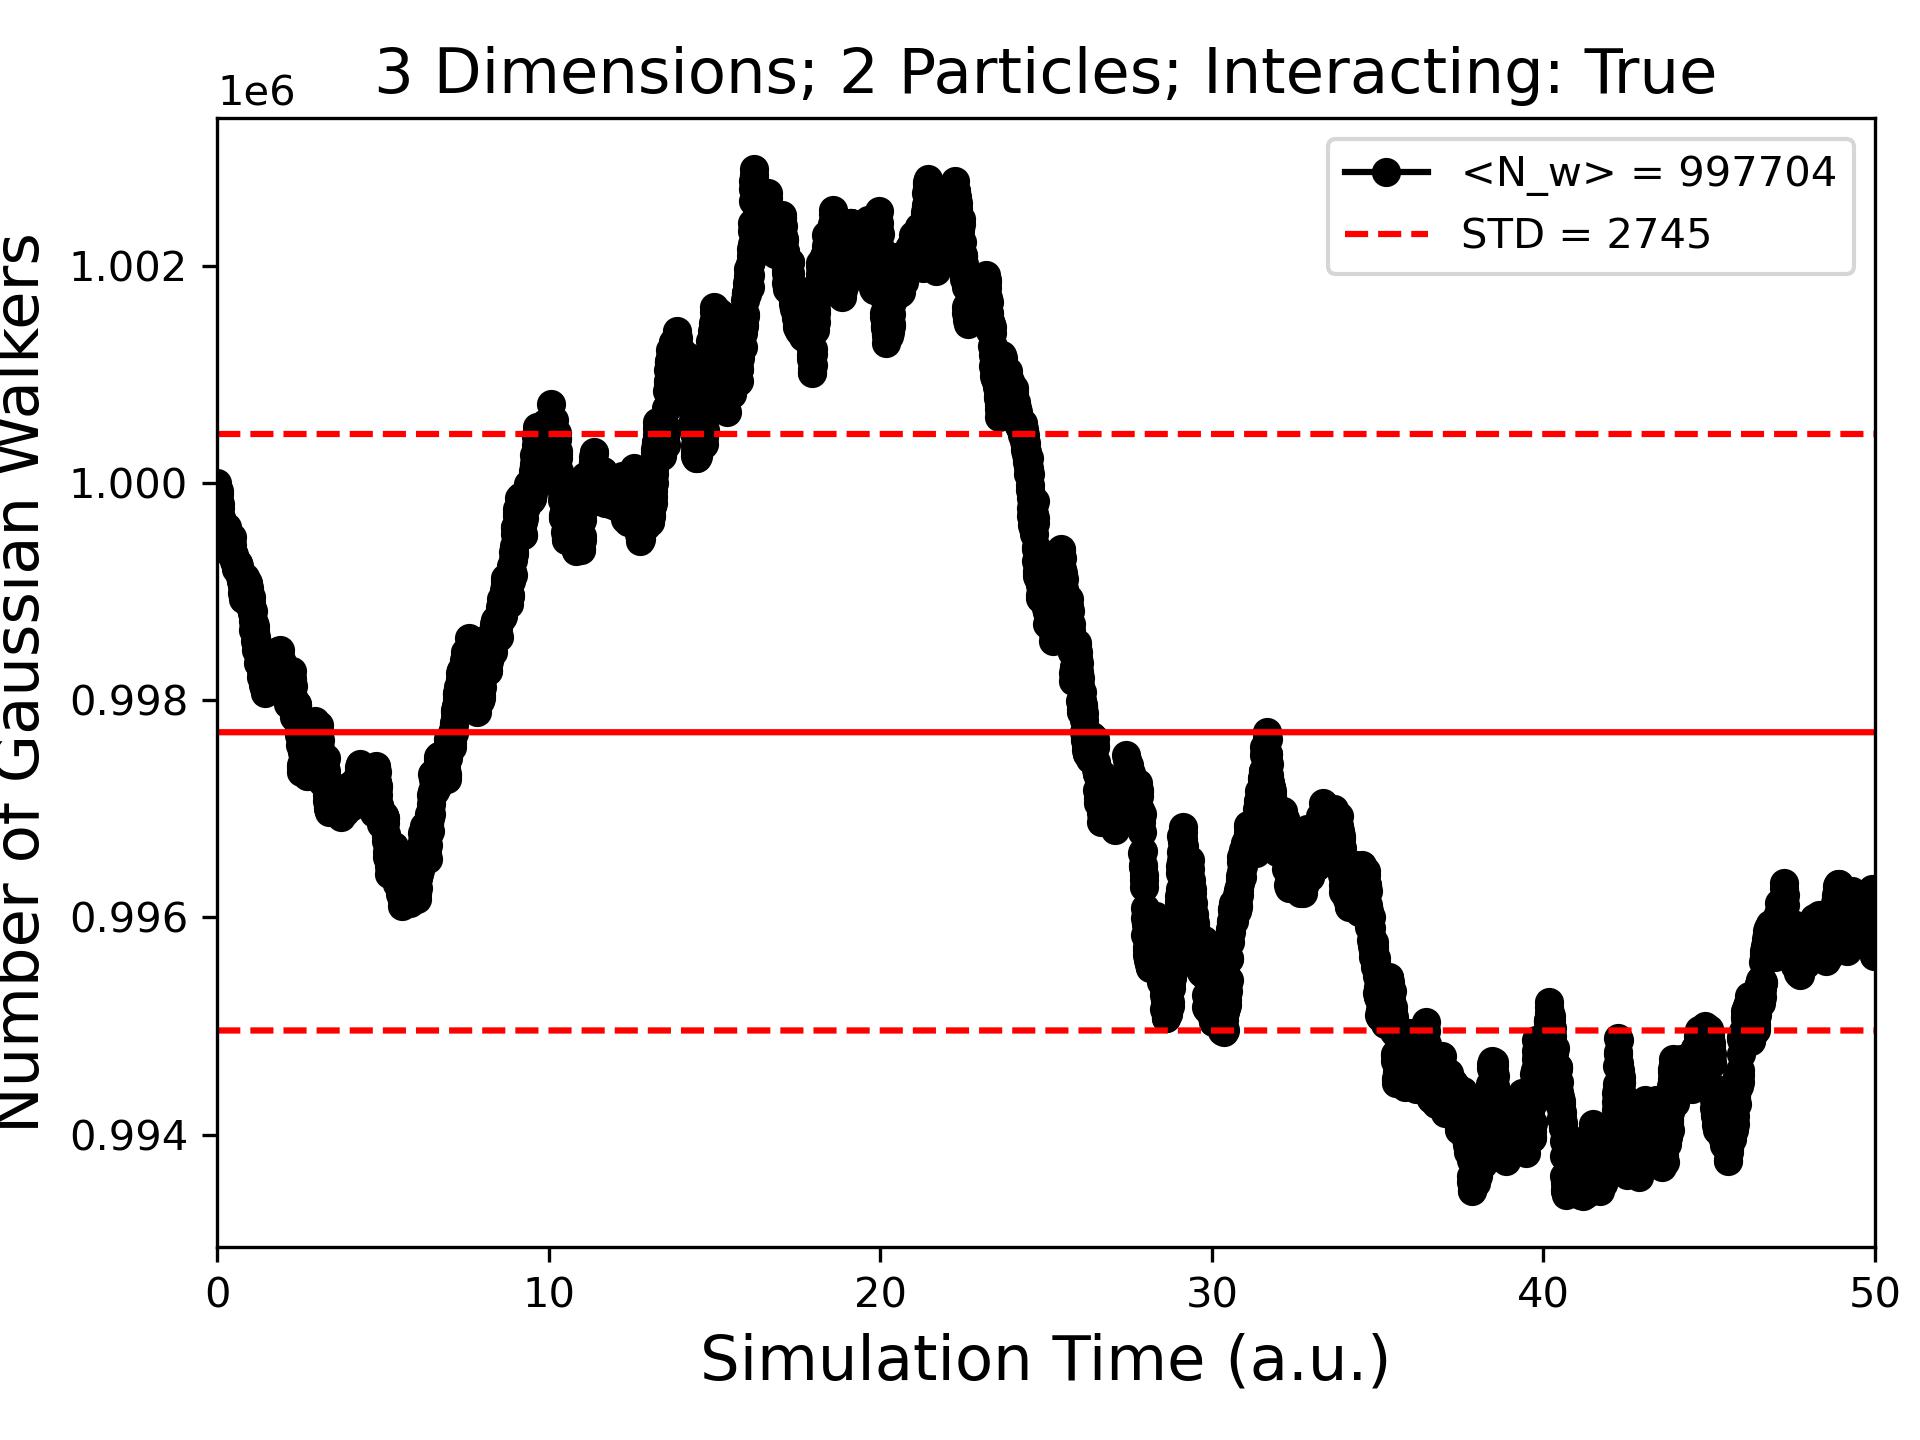 3 Dimensions; 2 Particles; Interacting: True
1e6
<N_w> = 997704
STD = 2745
Number of Gaussian Walkers
1.002
1.000
0.998
0.996
0.994
0 10 20 30 40 50
Simulation Time (a.u.)